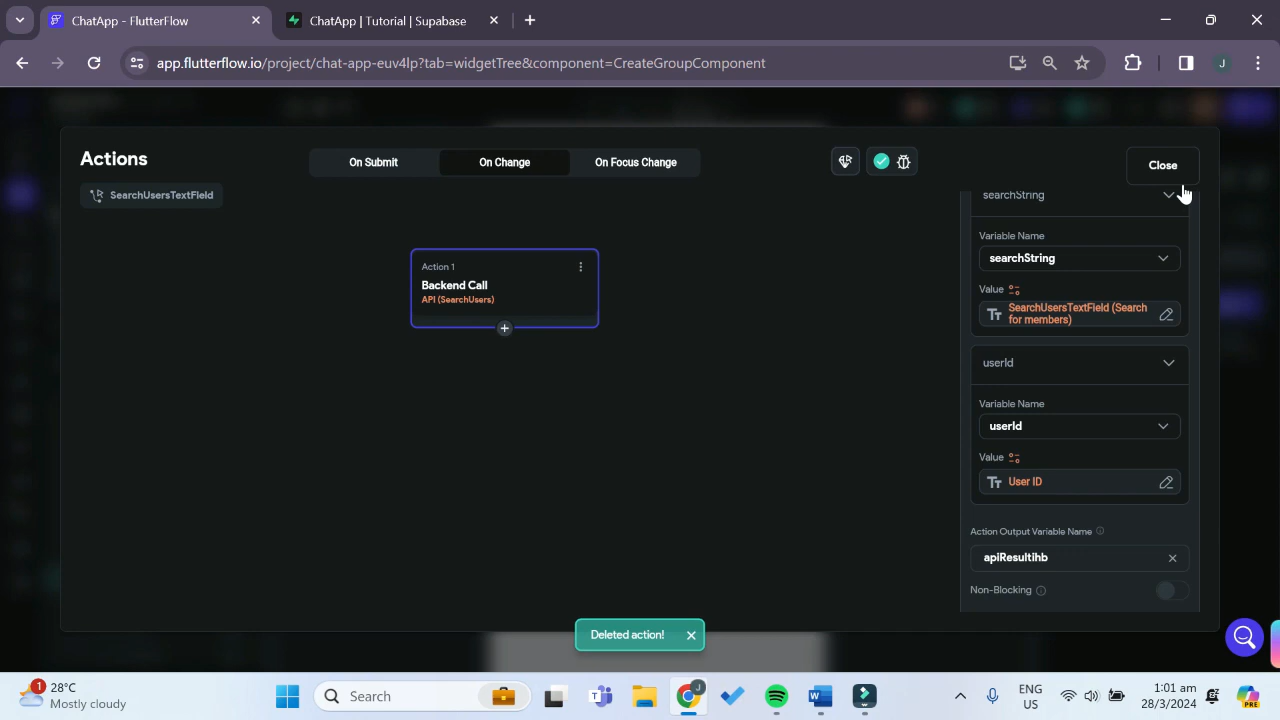 ChatApp - FlutterFlow
ChatApp | Tutorial | Supabase
app.flutterflow.io/project/chat-app-euv4lp?tab=widgetTree&component=CreateGroupComponent
J
Actions
On Submit
On Change
On Focus Change
Close
SearchUsersTextField
searchString
Action 1
Backend Call
API (SearchUsers)
Variable Name
searchString
Value
SearchUsersTextField (Search
for members)
userId
Variable Name
userId
Value
User ID
Action Output Variable Name
apiResultihb
Non-Blocking
Deleted action!
1
28°C
Mostly cloudy
Search
J
ENG
US
1:01 am
28/3/2024
PRE